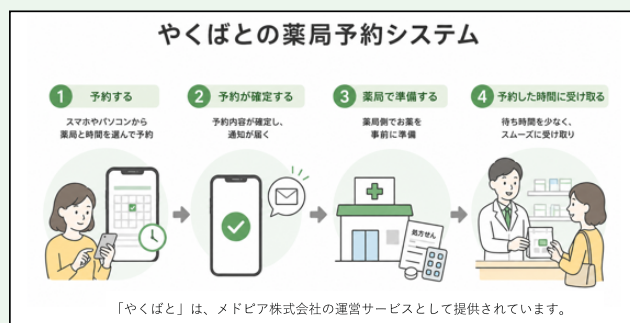 やくばとの薬局予約システム
1 予約する
スマホやパソコンから
薬局と時間を選んで予約
2 予約が確定する
予約内容が確定し、
通知が届く
3 薬局で準備する
薬局側でお薬を
事前に準備
処方せん
4 予約した時間に受け取る
待ち時間を少なく、
スムーズに受け取り
「やくばと」は、メドピア株式会社の運営サービスとして提供されています。